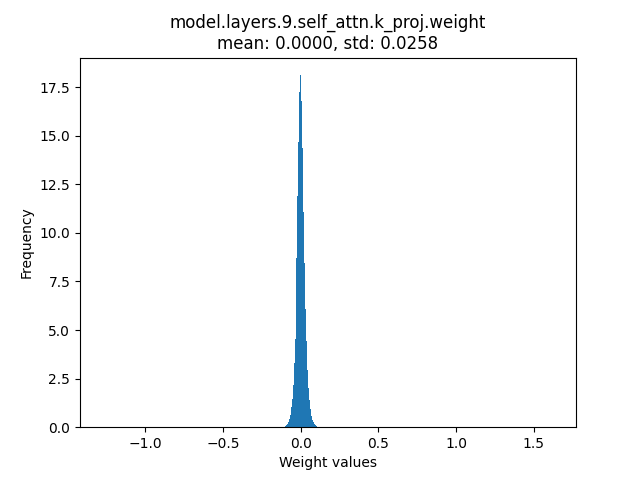 model.layers.9.self_attn.k_proj.weight
mean: 0.0000, std: 0.0258
17.5
15.0
12.5
10.0
7.5
5.0
2.5
0.0
Frequency
−1.0 −0.5 0.0 0.5 1.0 1.5
Weight values